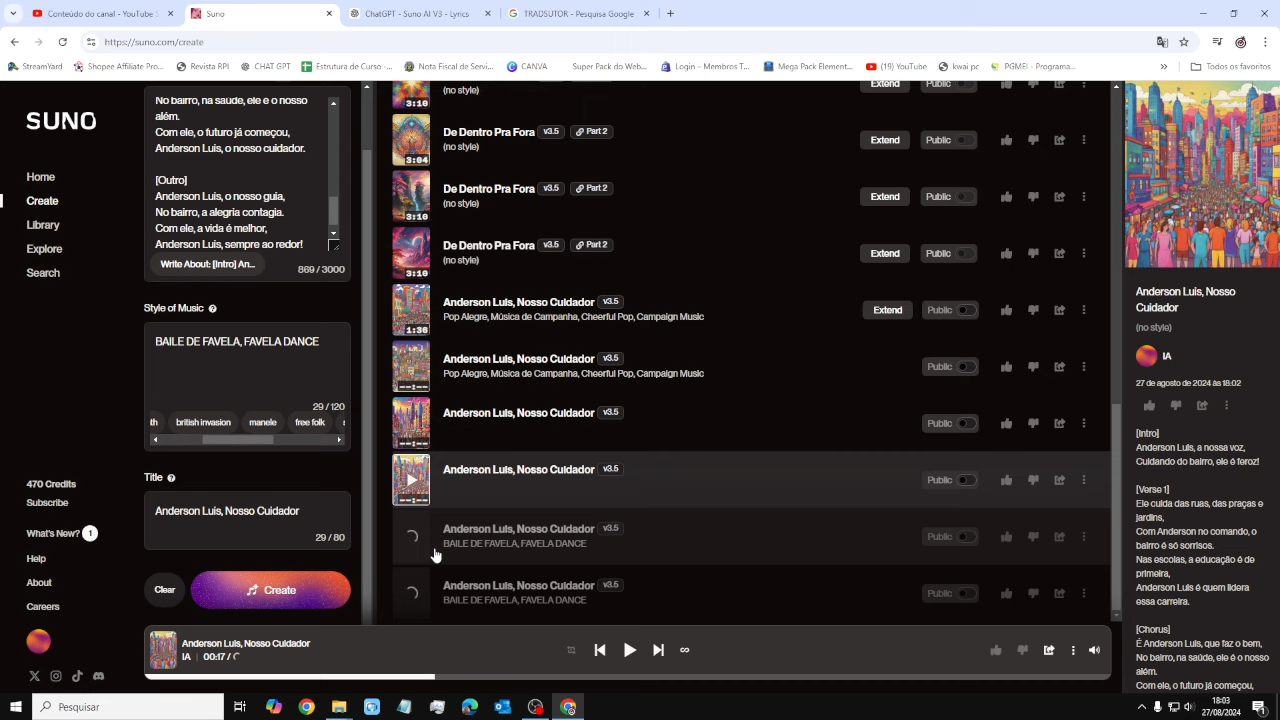 Conteúdo do canal - YouTube S
Suno
ChatGPT - Suno AI V3 - Lyrics
TRADSUTOR - Pesquisa Google
https://suno.com/create
StreamYard
Shopee Affiliate Pro...
Revista RPI
CHAT GPT
Estrutura de Curso -...
Nota Fiscal de Servi...
CANVA
Super Pack do Web...
Login – Membros T...
Mega Pack Element...
(19) YouTube
kwai pc
PGMEI - Programa...
Todos os favoritos
SUNO
Home
Create
Library
Explore
Search
470 Credits
Subscribe
What's New? 1
Help
About
Careers
No bairro, na saúde, ele é o nosso
além.
Com ele, o futuro já começou,
Anderson Luis, o nosso cuidador.
[Outro]
Anderson Luis, o nosso guia,
No bairro, a alegria contagia.
Com ele, a vida é melhor,
Anderson Luis, sempre ao redor!
Write About: [Intro] An...
869 / 3000
Style of Music
BAILE DE FAVELA, FAVELA DANCE
29 / 120
th
british invasion
manele
free folk
Title
Anderson Luis, Nosso Cuidador
29 / 80
Clear
Create
3:10
(no style)
Extend
Public
3:04
De Dentro Pra Fora v3.5 Part 2
(no style)
Extend
Public
3:10
De Dentro Pra Fora v3.5 Part 2
(no style)
Extend
Public
3:10
De Dentro Pra Fora v3.5 Part 2
(no style)
Extend
Public
1:36
Anderson Luis, Nosso Cuidador v3.5
Pop Alegre, Música de Campanha, Cheerful Pop, Campaign Music
Extend
Public
--:--
Anderson Luis, Nosso Cuidador v3.5
Pop Alegre, Música de Campanha, Cheerful Pop, Campaign Music
Public
--:--
Anderson Luis, Nosso Cuidador v3.5
Public
--:--
Anderson Luis, Nosso Cuidador v3.5
Public
Anderson Luis, Nosso Cuidador v3.5
BAILE DE FAVELA, FAVELA DANCE
Public
Anderson Luis, Nosso Cuidador v3.5
BAILE DE FAVELA, FAVELA DANCE
Public
Anderson Luis, Nosso Cuidador
IA 00:17 /
Anderson Luis, Nosso
Cuidador
(no style)
IA
27 de agosto de 2024 às 18:02
[Intro]
Anderson Luis, a nossa voz,
Cuidando do bairro, ele é feroz!
[Verse 1]
Ele cuida das ruas, das praças e
jardins,
Com Anderson no comando, o
bairro é só sorrisos.
Nas escolas, a educação é de
primeira,
Anderson Luis é quem lidera
essa carreira.
[Chorus]
É Anderson Luis, que faz o bem,
No bairro, na saúde, ele é o nosso
além.
Com ele, o futuro já começou,
Pesquisar
18:03
27/08/2024